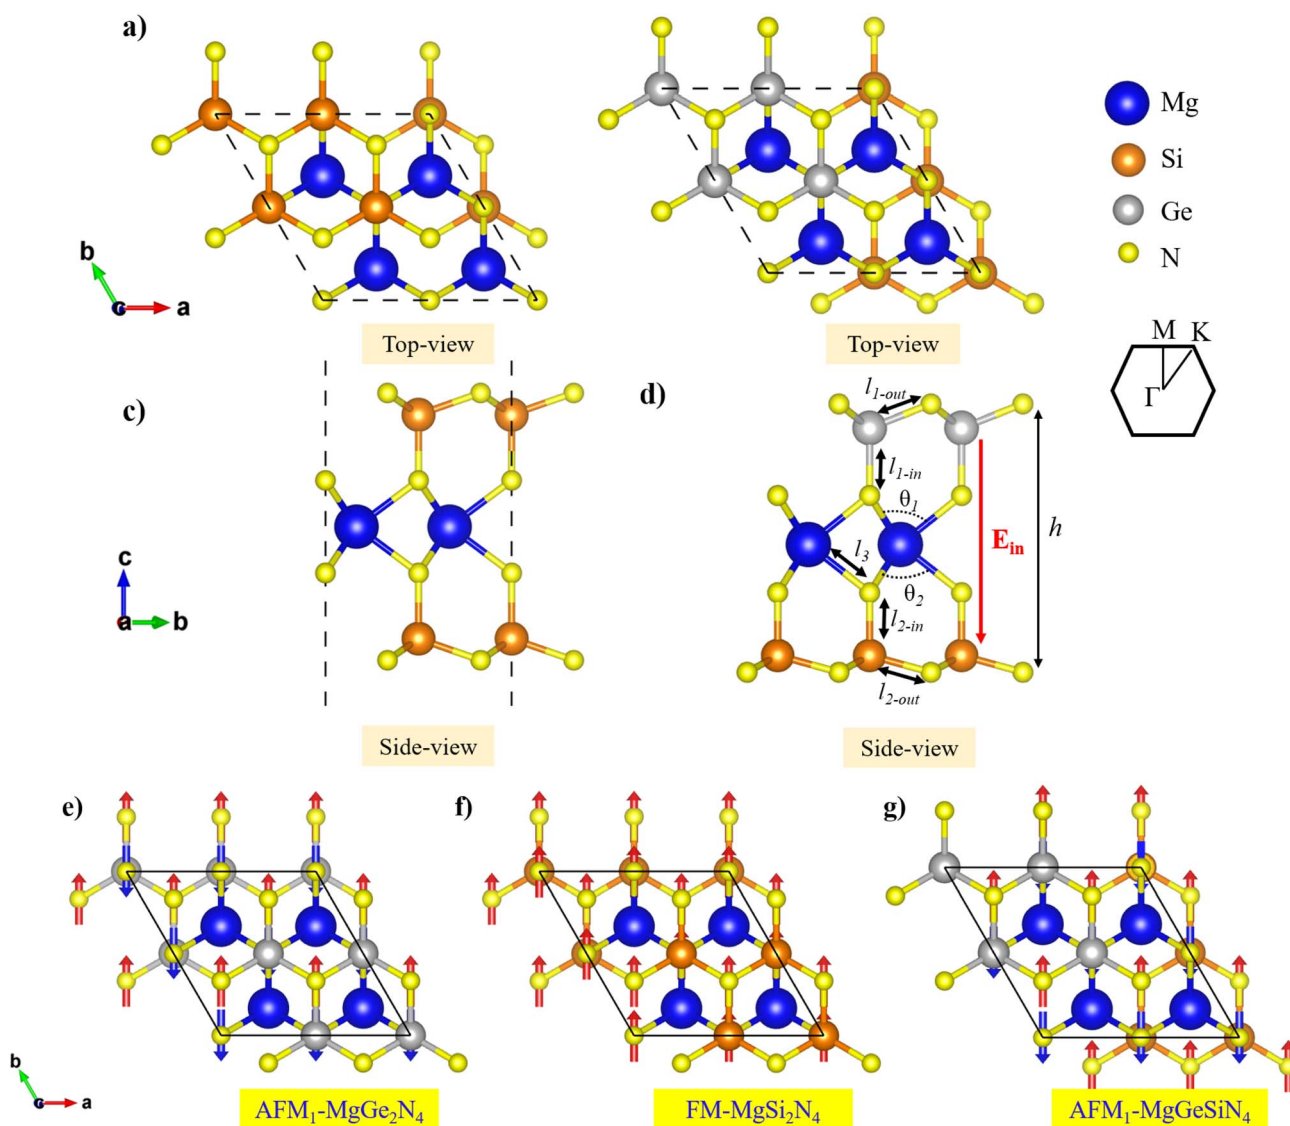 a)
Mg
Si
Ge
N
b
c
a
Top-view
Top-view
M
K
Γ
c)
d)
l1-out
l1-in
θ1
Ein
h
l3
θ2
l2-in
l2-out
c
a
b
Side-view
Side-view
e)
f)
g)
b
c
a
AFM₁-MgGe₂N₄
FM-MgSi₂N₄
AFM₁-MgGeSiN₄